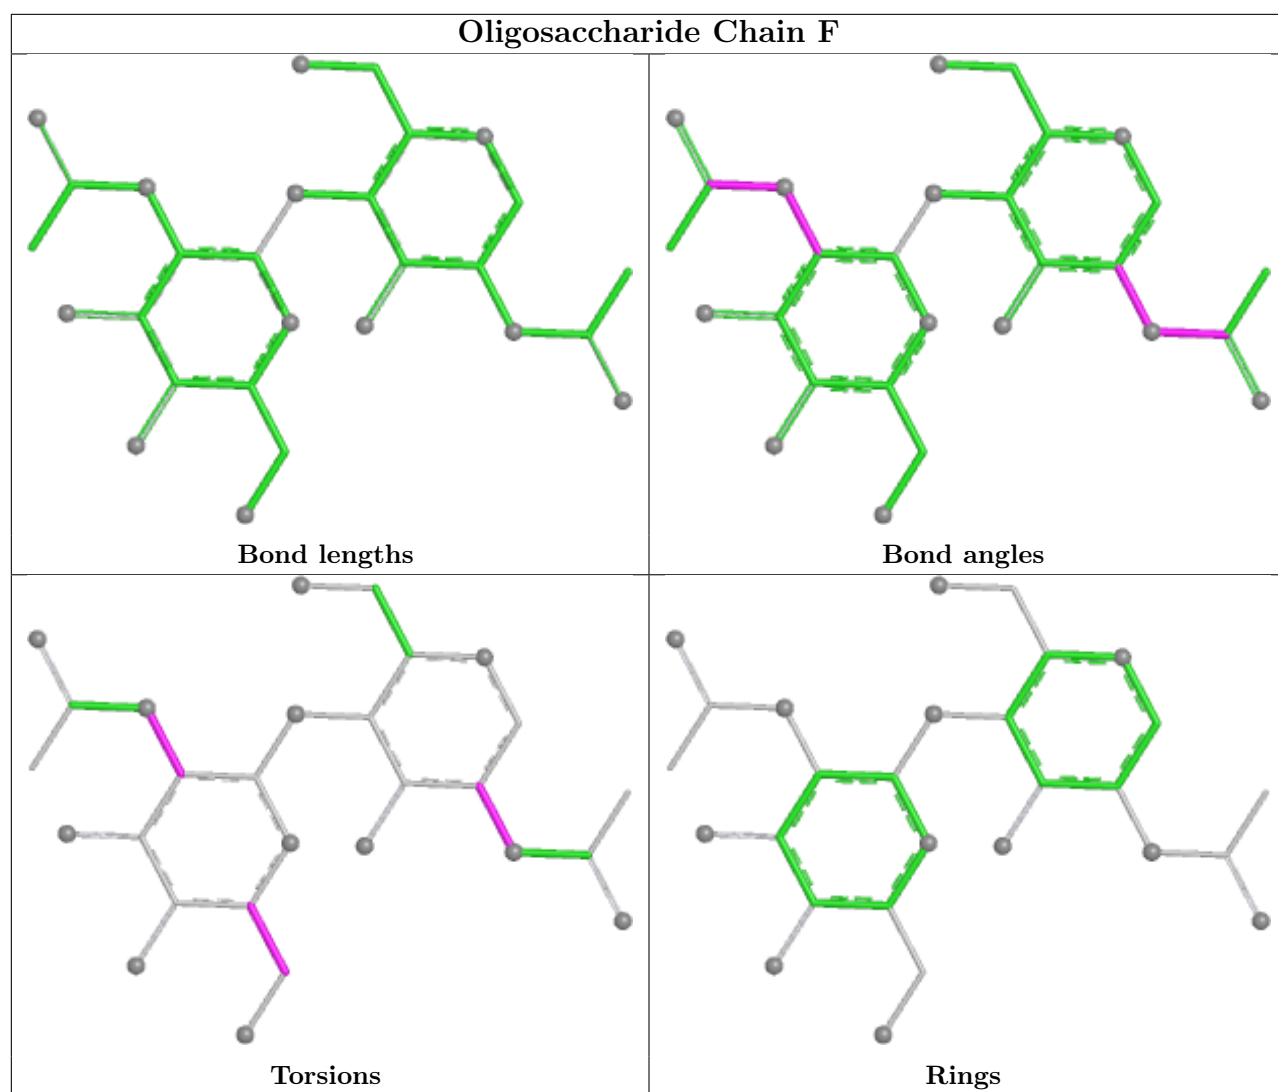 Oligosaccharide Chain F
Bond lengths
Bond angles
Torsions
Rings